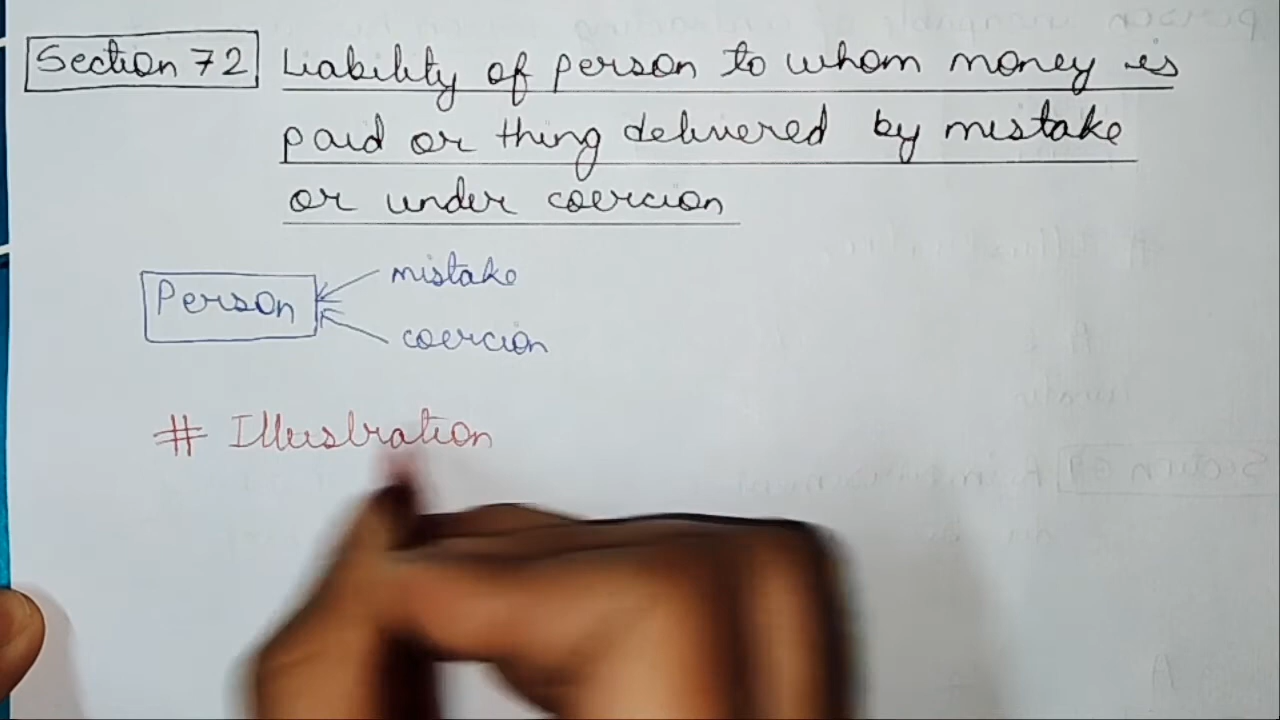 Section 72 Liability of person to whom money is
paid or thing delivered by mistake
or under coercion
Person
mistake
coercion
# Illustration